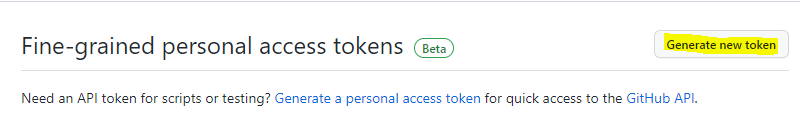 Fine-grained personal access tokens Beta Generate new token
Need an API token for scripts or testing? Generate a personal access token for quick access to the GitHub API.